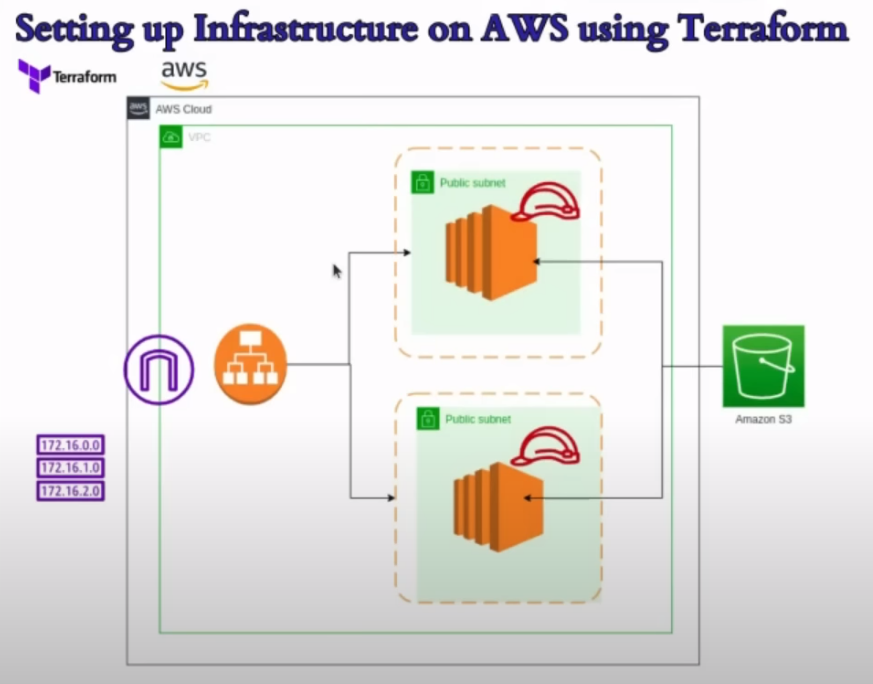 Setting up Infrastructure on AWS using Terraform
Terraform
aws
aws
AWS Cloud
VPC
Public subnet
Public subnet
Amazon S3
172.16.0.0
172.16.1.0
172.16.2.0